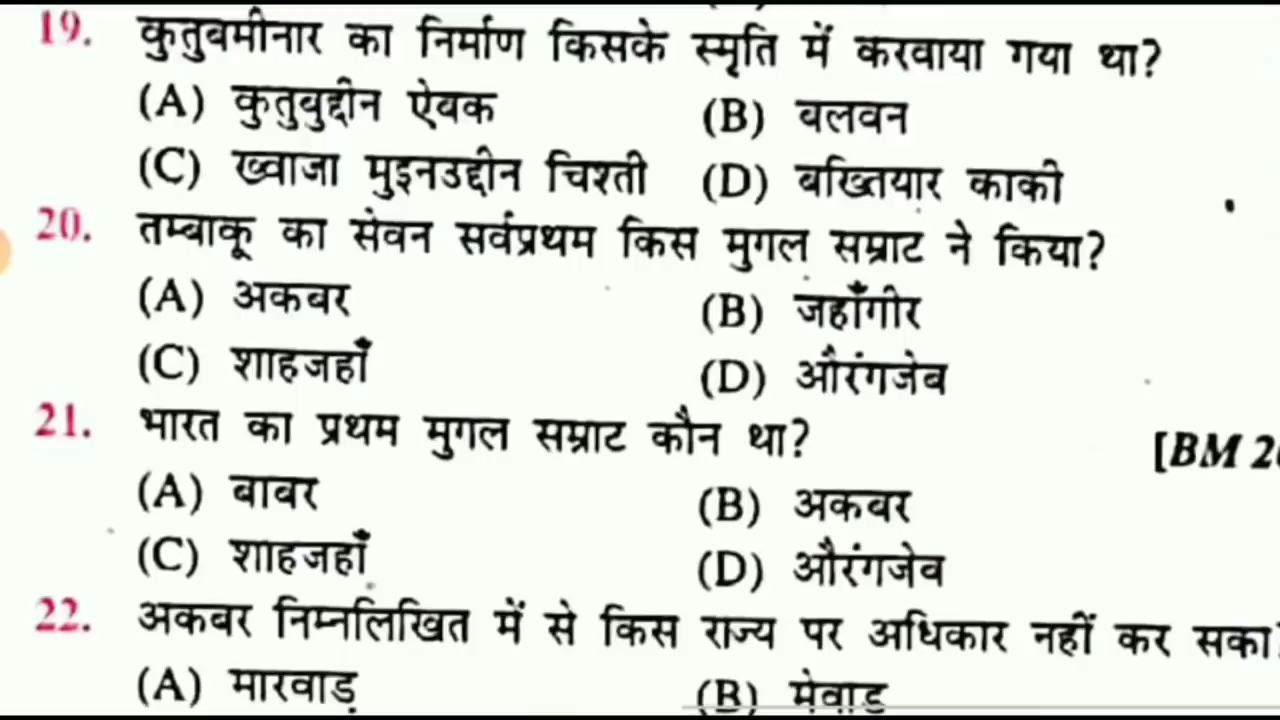 19. कुतुबमीनार का निर्माण किसके स्मृति में करवाया गया था?
(A) कुतुबुद्दीन ऐबक (B) बलवन
(C) ख्वाजा मुइनउद्दीन चिश्ती (D) बख्तियार काकी
20. तम्बाकू का सेवन सर्वप्रथम किस मुगल सम्राट ने किया?
(A) अकबर (B) जहाँगीर
(C) शाहजहाँ (D) औरंगजेब
21. भारत का प्रथम मुगल सम्राट कौन था? [BM
(A) बाबर (B) अकबर
(C) शाहजहाँ (D) औरंगजेब
22. अकबर निम्नलिखित में से किस राज्य पर अधिकार नहीं कर सका?
(A) मारवाड़ (B) मेवाड़